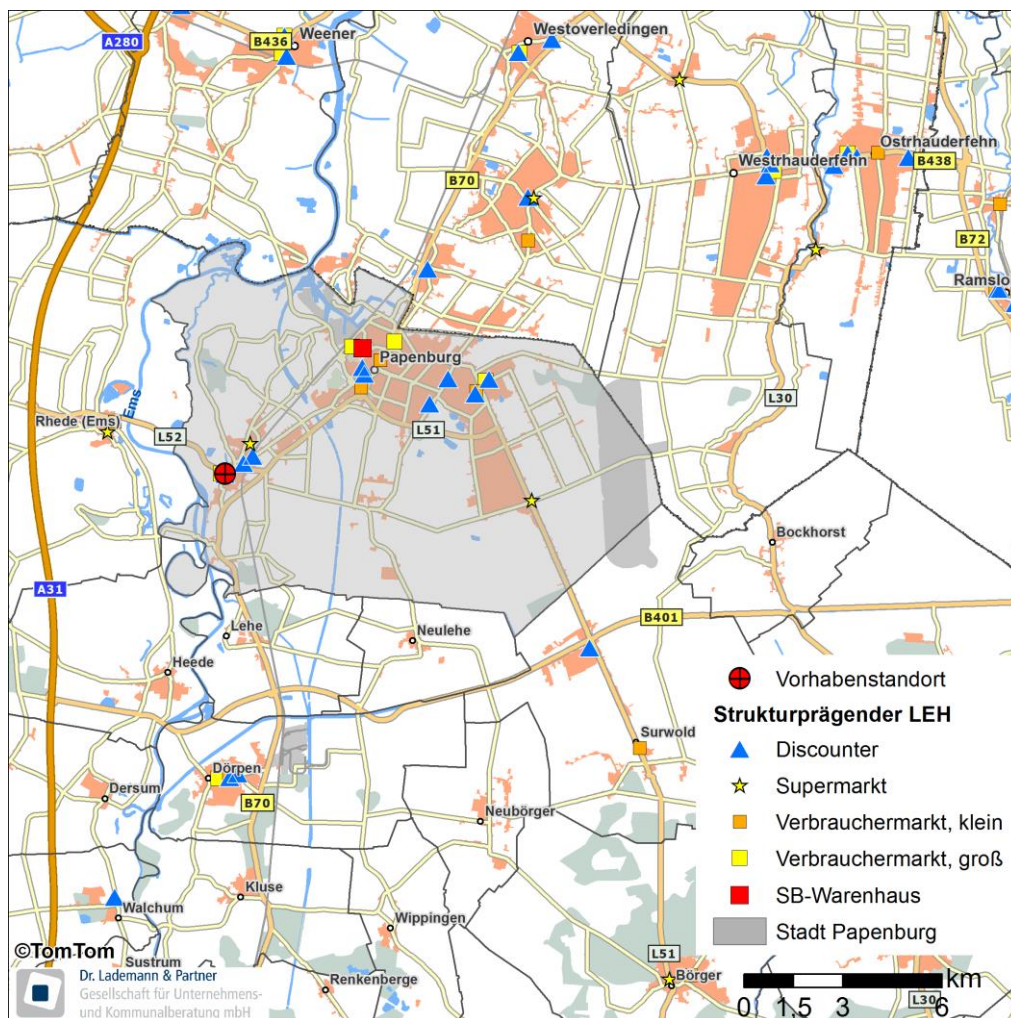 A280
B436
Weener
Westoverledingen
Westrhauderfehn
Ostrhauderfehn
B438
B70
B72
Ramslo
Papenburg
L30
Ems
Rhede (Ems)
L52
L51
Bockhorst
A31
Lehe
Neulehe
B401
Heede
Surwold
Dörpen
Dersum
B70
Neubörger
Kluse
Walchum
Wippingen
Sustrum
Renkenberge
L51
Börger
L30
Vorhabenstandort
Strukturprägender LEH
Discounter
Supermarkt
Verbrauchermarkt, klein
Verbrauchermarkt, groß
SB-Warenhaus
Stadt Papenburg
km
0 1,5 3 6
©TomTom
Dr. Lademann & Partner
Gesellschaft für Unternehmens-
und Kommunalberatung mbH